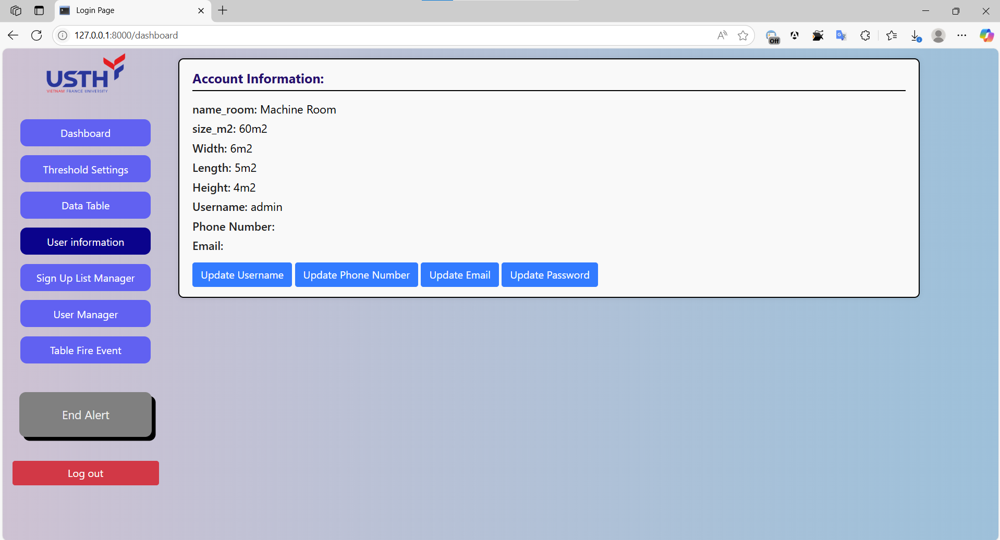 Login Page
127.0.0.1:8000/dashboard
Off
USTH
VIETNAM FRANCE UNIVERSITY
Dashboard
Threshold Settings
Data Table
User information
Sign Up List Manager
User Manager
Table Fire Event
End Alert
Log out
Account Information:
name_room: Machine Room
size_m2: 60m2
Width: 6m2
Length: 5m2
Height: 4m2
Username: admin
Phone Number:
Email:
Update Username Update Phone Number Update Email Update Password